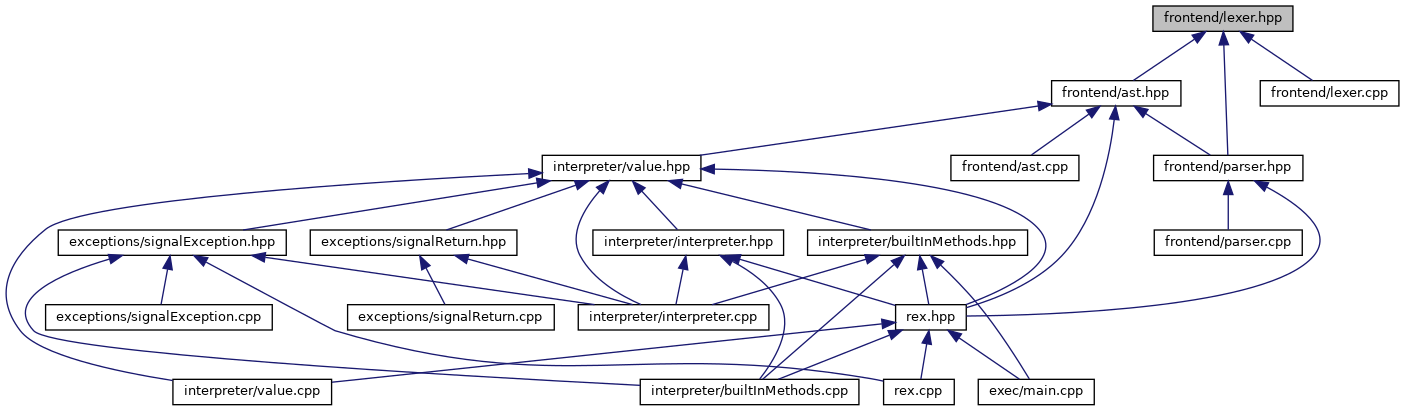 frontend/lexer.hpp
frontend/ast.hpp
frontend/lexer.cpp
interpreter/value.hpp
frontend/ast.cpp
frontend/parser.hpp
exceptions/signalException.hpp
exceptions/signalReturn.hpp
interpreter/interpreter.hpp
interpreter/builtInMethods.hpp
frontend/parser.cpp
exceptions/signalException.cpp
exceptions/signalReturn.cpp
interpreter/interpreter.cpp
rex.hpp
interpreter/value.cpp
interpreter/builtInMethods.cpp
rex.cpp
exec/main.cpp